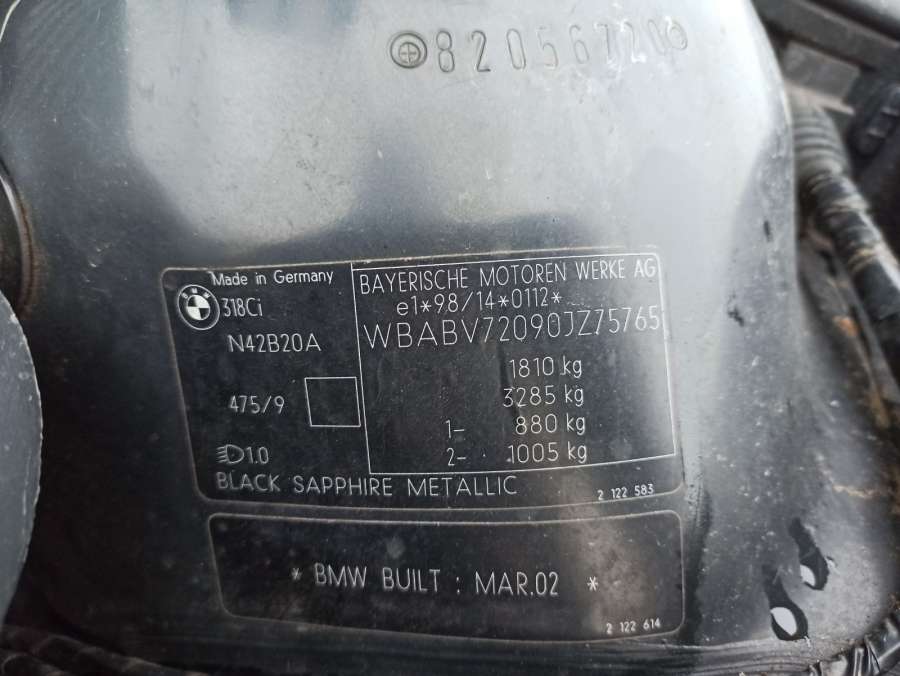 820567206
Made in Germany
318Ci
N42B20A
475/9
1.0
BAYERISCHE MOTOREN WERKE AG
e1*98/14*0112*
WBABV72090JZ75765
1810 kg
3285 kg
1- 880 kg
2- 1005 kg
BLACK SAPPHIRE METALLIC
2 122 583
* BMW BUILT : MAR.02 *
2 122 614